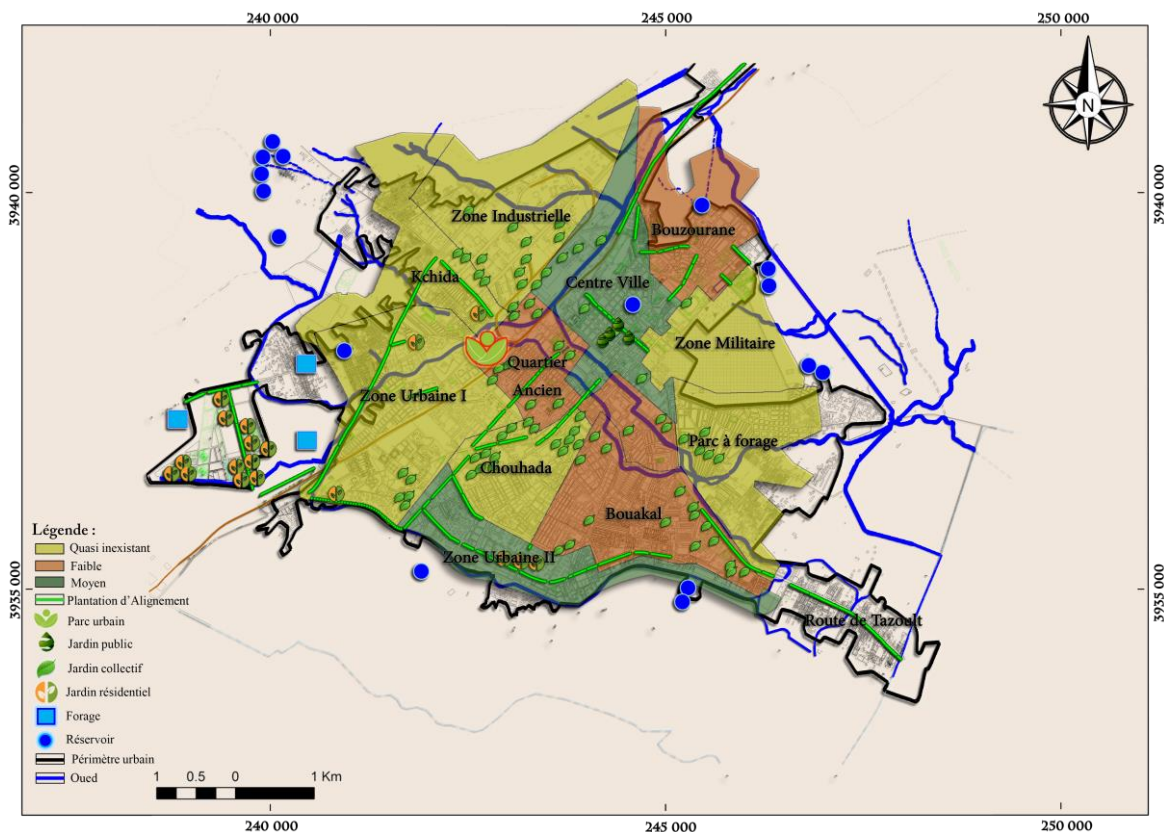 240 000
245 000
250 000
N
3940 000
3940 000
Zone Industrielle
Bouzourane
Kchida
Centre Ville
Zone Militaire
Quartier
Ancien
Zone Urbaine I
Parc à forage
Chouhada
Bouakal
Zone Urbaine II
Route de Tazoult
3935 000
3935 000
Légende :
Quasi inexistant
Faible
Moyen
Plantation d'Alignement
Parc urbain
Jardin public
Jardin collectif
Jardin résidentiel
Forage
Réservoir
Périmètre urbain
Oued
1 0.5 0 1 Km
240 000
245 000
250 000